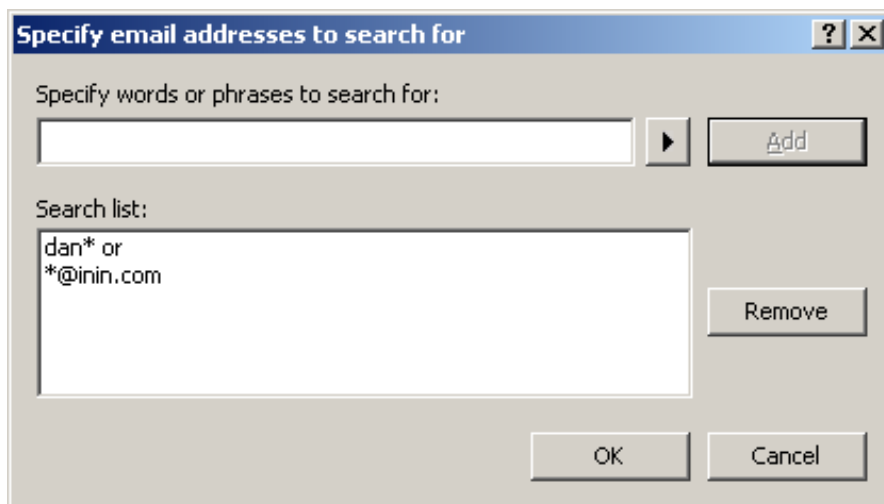 Specify email addresses to search for
Specify words or phrases to search for:
Add
Search list:
dan* or
*@inin.com
Remove
OK
Cancel